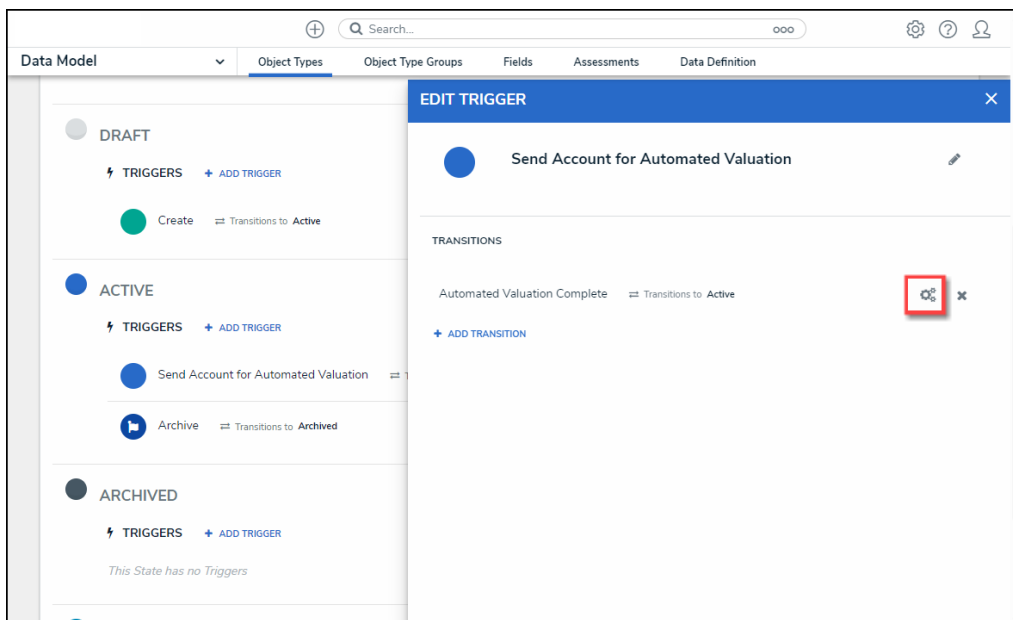 Search...
ooo
Data Model
Object Types
Object Type Groups
Fields
Assessments
Data Definition
DRAFT
TRIGGERS + ADD TRIGGER
Create Transitions to Active
ACTIVE
TRIGGERS + ADD TRIGGER
Send Account for Automated Valuation
Archive Transitions to Archived
ARCHIVED
TRIGGERS + ADD TRIGGER
This State has no Triggers
EDIT TRIGGER
Send Account for Automated Valuation
TRANSITIONS
Automated Valuation Complete Transitions to Active
+ ADD TRANSITION